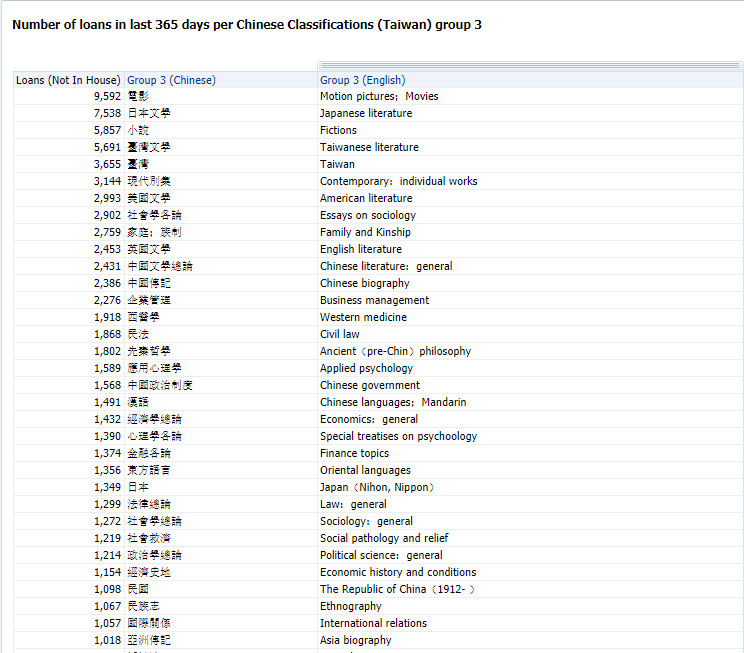 Number of loans in last 365 days per Chinese Classifications (Taiwan) group 3
Loans (Not In House) Group 3 (Chinese) Group 3 (English)
9,592 電影 Motion pictures；Movies
7,538 日本文學 Japanese literature
5,857 小說 Fictions
5,691 臺灣文學 Taiwanese literature
3,655 臺灣 Taiwan
3,144 現代別集 Contemporary：individual works
2,993 美國文學 American literature
2,902 社會學各論 Essays on sociology
2,759 家庭；族制 Family and Kinship
2,453 英國文學 English literature
2,431 中國文學總論 Chinese literature：general
2,386 中國傳記 Chinese biography
2,276 企業管理 Business management
1,918 西醫學 Western medicine
1,868 民法 Civil law
1,802 先秦哲學 Ancient（pre-Chin）philosophy
1,589 應用心理學 Applied psychology
1,568 中國政治制度 Chinese government
1,491 漢語 Chinese languages；Mandarin
1,432 經濟學總論 Economics：general
1,390 心理學各論 Special treatises on psychoology
1,374 金融各論 Finance topics
1,356 東方語言 Oriental languages
1,349 日本 Japan（Nihon, Nippon）
1,299 法律總論 Law：general
1,272 社會學總論 Sociology：general
1,219 社會救濟 Social pathology and relief
1,214 政治學總論 Political science：general
1,154 經濟史地 Economic history and conditions
1,098 民國 The Republic of China（1912- ）
1,067 民族志 Ethnography
1,057 國際關係 International relations
1,018 亞洲傳記 Asia biography